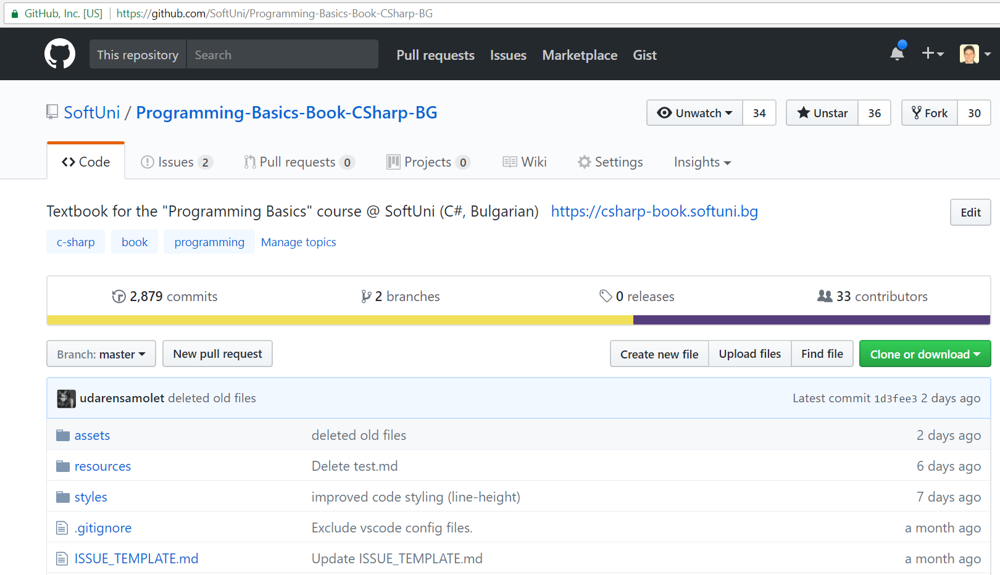 GitHub, Inc. [US] https://github.com/SoftUni/Programming-Basics-Book-CSharp-BG
This repository Search Pull requests Issues Marketplace Gist
SoftUni / Programming-Basics-Book-CSharp-BG Unwatch 34 Unstar 36 Fork 30
Code Issues 2 Pull requests 0 Projects 0 Wiki Settings Insights
Textbook for the "Programming Basics" course @ SoftUni (C#, Bulgarian) https://csharp-book.softuni.bg Edit
c-sharp book programming Manage topics
2,879 commits 2 branches 0 releases 33 contributors
Branch: master New pull request Create new file Upload files Find file Clone or download
udarensamolet deleted old files Latest commit 1d3fee3 2 days ago
assets deleted old files 2 days ago
resources Delete test.md 6 days ago
styles improved code styling (line-height) 7 days ago
.gitignore Exclude vscode config files. a month ago
ISSUE_TEMPLATE.md Update ISSUE_TEMPLATE.md a month ago